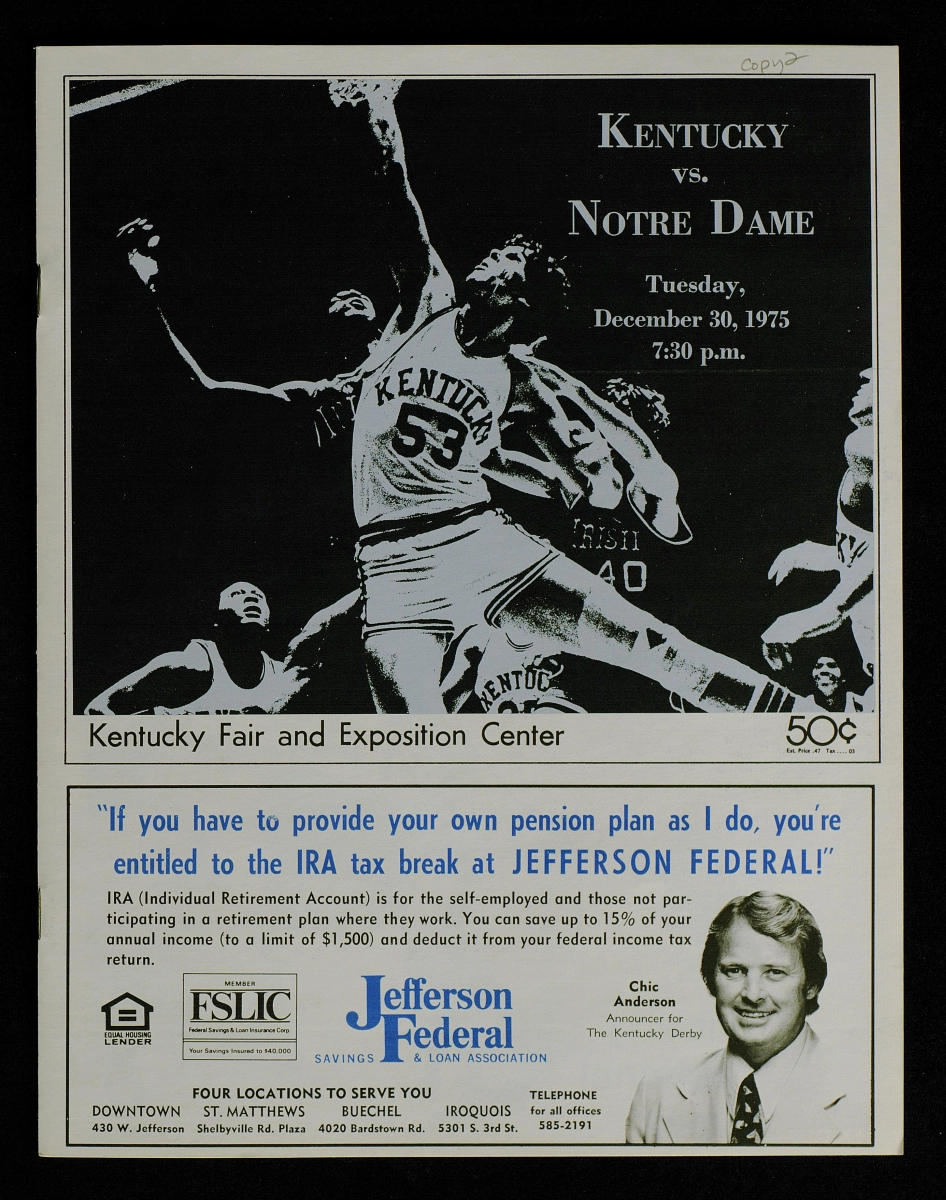 Copy 2
KENTUCKY
VS.
NOTRE DAME
Tuesday,
December 30, 1975
7:30 p.m.
KENTUCKY
53
IRISH
40
KENTUC
Kentucky Fair and Exposition Center
50¢
Est. Price .47 Tax .... 03
"If you have to provide your own pension plan as I do, you're
entitled to the IRA tax break at JEFFERSON FEDERAL!"
IRA (Individual Retirement Account) is for the self-employed and those not par-
ticipating in a retirement plan where they work. You can save up to 15% of your
annual income (to a limit of $1,500) and deduct it from your federal income tax
return.
EQUAL HOUSING
LENDER
MEMBER
FSLIC
Federal Savings & Loan Insurance Corp.
Your Savings Insured to $40,000
Jefferson
Federal
SAVINGS & LOAN ASSOCIATION
Chic
Anderson
Announcer for
The Kentucky Derby
FOUR LOCATIONS TO SERVE YOU
DOWNTOWN ST. MATTHEWS BUECHEL IROQUOIS
430 W. Jefferson Shelbyville Rd. Plaza 4020 Bardstown Rd. 5301 S. 3rd St.
TELEPHONE
for all offices
585-2191